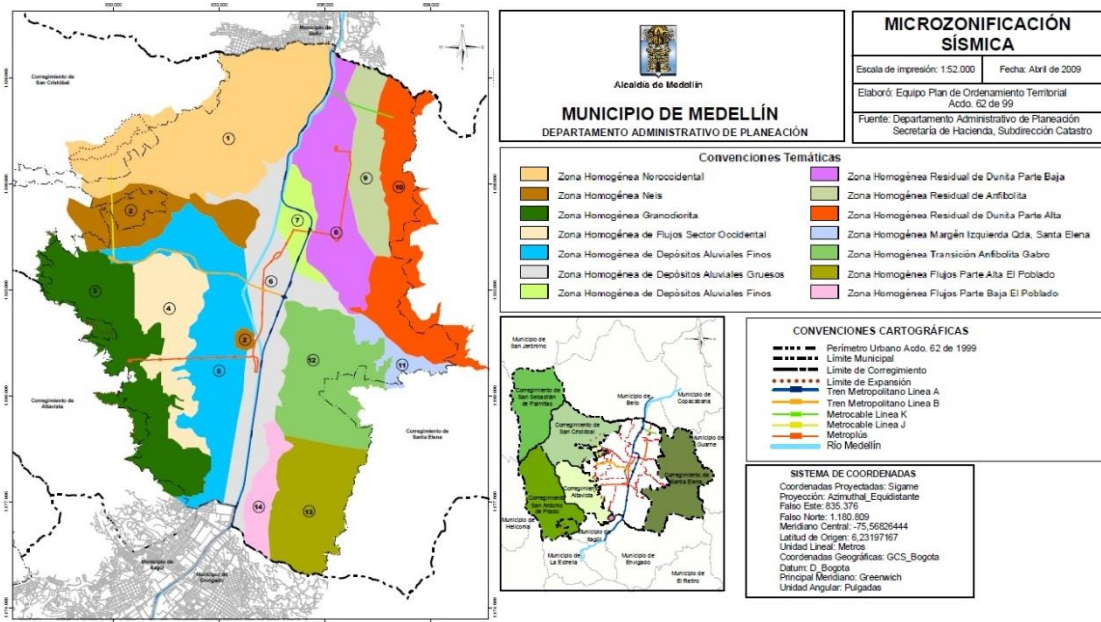 Municipio de
Bello
Corregimiento de
San Cristóbal
Corregimiento de
Altavista
Corregimiento de
Santa Elena
Municipio de
Itagüí
Municipio de
Envigado
1
2
3
4
5
6
7
8
9
10
11
12
2
13
14
Alcaldía de Medellín
MUNICIPIO DE MEDELLÍN
DEPARTAMENTO ADMINISTRATIVO DE PLANEACIÓN
MICROZONIFICACIÓN
SÍSMICA
Escala de impresión: 1:52.000
Fecha: Abril de 2009
Elaboró: Equipo Plan de Ordenamiento Territorial
Acdo. 62 de 99
Fuente: Departamento Administrativo de Planeación
Secretaría de Hacienda, Subdirección Catastro
Convenciones Temáticas
Zona Homogénea Noroccidental
Zona Homogénea Neis
Zona Homogénea Granodiorita
Zona Homogénea de Flujos Sector Occidental
Zona Homogénea de Depósitos Aluviales Finos
Zona Homogénea de Depósitos Aluviales Gruesos
Zona Homogénea de Depósitos Aluviales Finos
Zona Homogénea Residual de Dunita Parte Baja
Zona Homogénea Residual de Anfibolita
Zona Homogénea Residual de Dunita Parte Alta
Zona Homogénea Margén Izquierda Qda, Santa Elena
Zona Homogénea Transición Anfibolita Gabro
Zona Homogénea Flujos Parte Alta El Poblado
Zona Homogénea Flujos Parte Baja El Poblado
Municipio de
San Jerónimo
Corregimiento de
San Sebastián
de Palmitas
Municipio de
Bello
Municipio de
Copacabana
Corregimiento de
San Cristóbal
Municipio de
Guarne
Corregimiento de
Santa Elena
Corregimiento
Altavista
Corregimiento de
San Antonio
de Prado
Municipio de
Heliconia
Municipio de
Itagüí
Municipio de
La Estrella
Municipio de
Envigado
Municipio de
El Retiro
CONVENCIONES CARTOGRÁFICAS
Perímetro Urbano Acdo. 62 de 1999
Límite Municipal
Límite de Corregimiento
Límite de Expansión
Tren Metropolitano Linea A
Tren Metropolitano Linea B
Metrocable Linea K
Metrocable Linea J
Metroplús
Río Medellín
SISTEMA DE COORDENADAS
Coordenadas Proyectadas: Sigame
Proyección: Azimuthal_Equidistante
Falso Este: 835.376
Falso Norte: 1.180.809
Meridiano Central: -75,56826444
Latitud de Origen: 6,23197167
Unidad Lineal: Metros
Coordenadas Geográficas: GCS_Bogota
Datum: D_Bogota
Principal Meridiano: Greenwich
Unidad Angular: Pulgadas